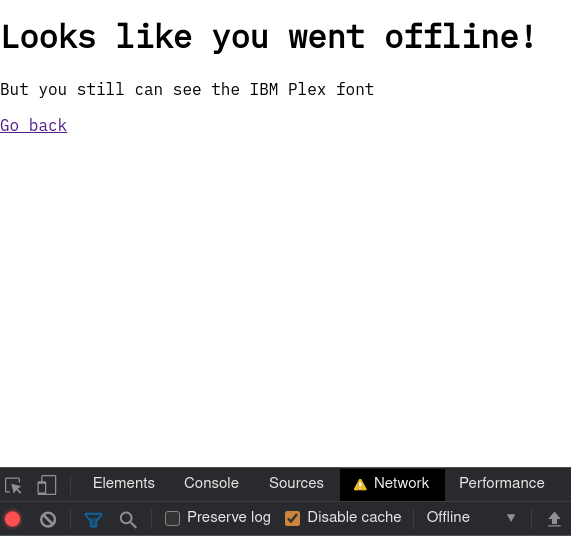 Looks like you went offline!
But you still can see the IBM Plex font
Go back
Elements Console Sources Network Performance
Preserve log Disable cache Offline